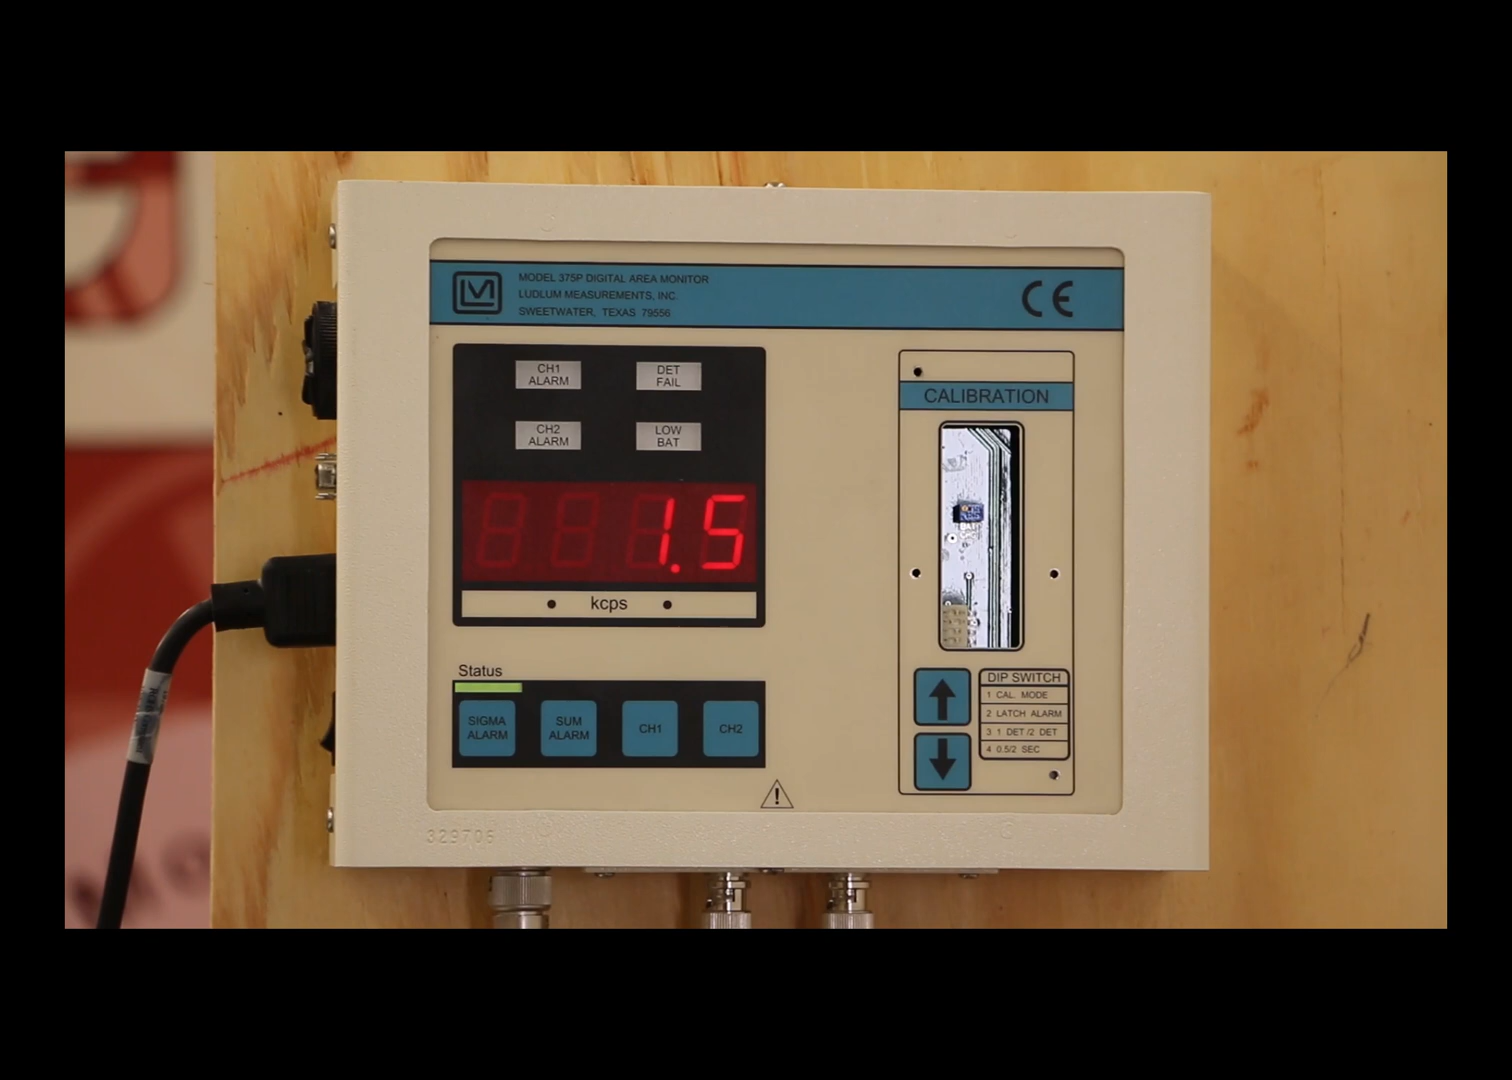 MODEL 375P DIGITAL AREA MONITOR
LUDLUM MEASUREMENTS, INC.
SWEETWATER, TEXAS 79556
CE
CH1
ALARM
DET
FAIL
CH2
ALARM
LOW
BAT
1.5
kcps
CALIBRATION
Status
SIGMA
ALARM
SUM
ALARM
CH1
CH2
DIP SWITCH
1 CAL. MODE
2 LATCH ALARM
3 1 DET /2 DET
4 0.5/2 SEC
329706